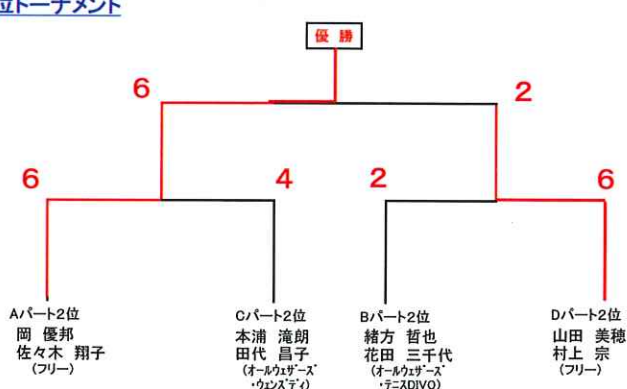 位トーナメント
優 勝
6
2
6
4
2
6
Aパート2位
岡 優邦
佐々木 翔子
(フリー)
Cパート2位
本浦 滝朗
田代 昌子
(オールウェザーズ
・ウェンズディ)
Bパート2位
緒方 哲也
花田 三千代
(オールウェザーズ
・テニスDIVO)
Dパート2位
山田 美穂
村上 宗
(フリー)